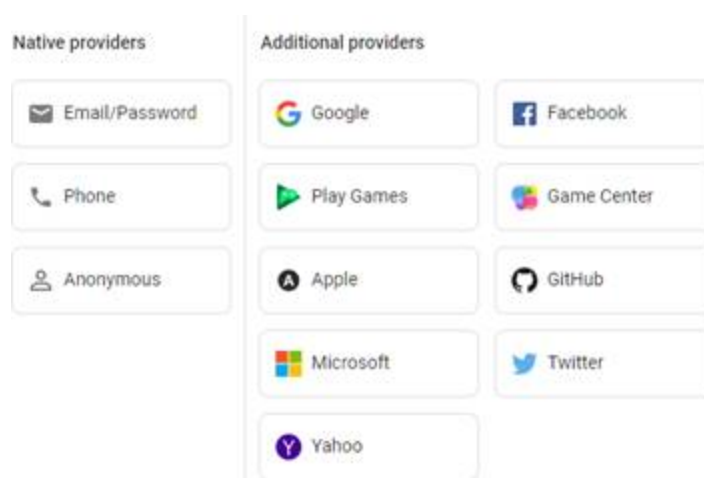 Native providers
Additional providers
Email/Password
Google
Facebook
Phone
Play Games
Game Center
Anonymous
Apple
GitHub
Microsoft
Twitter
Yahoo